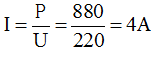 I = P/U = 880/220 = 4A